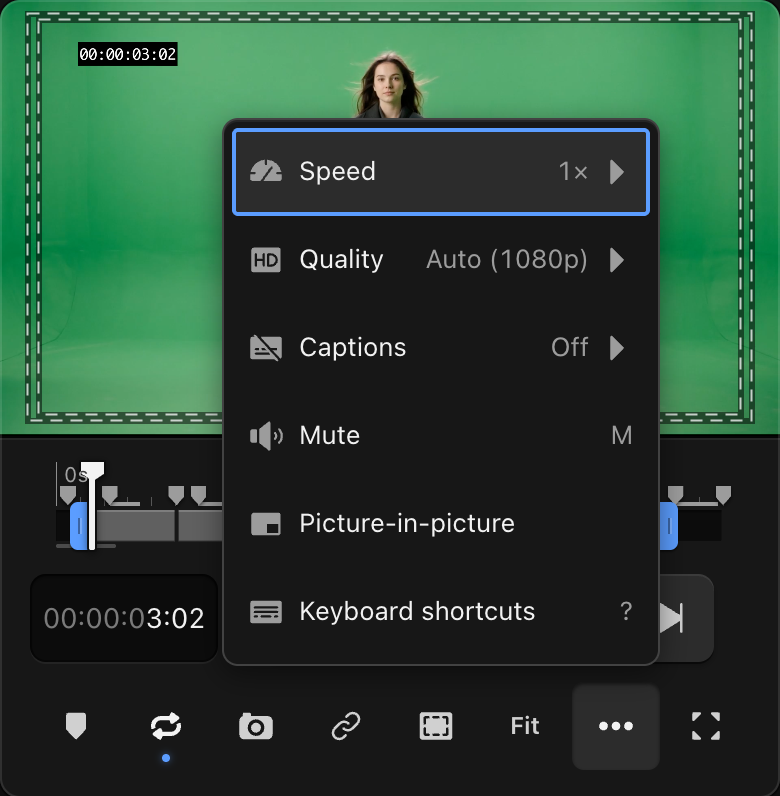 00:00:03:02
Speed 1×
HD Quality Auto (1080p)
Captions Off
Mute M
Picture-in-picture
0s
00:00:03:02
Keyboard shortcuts ?
Fit